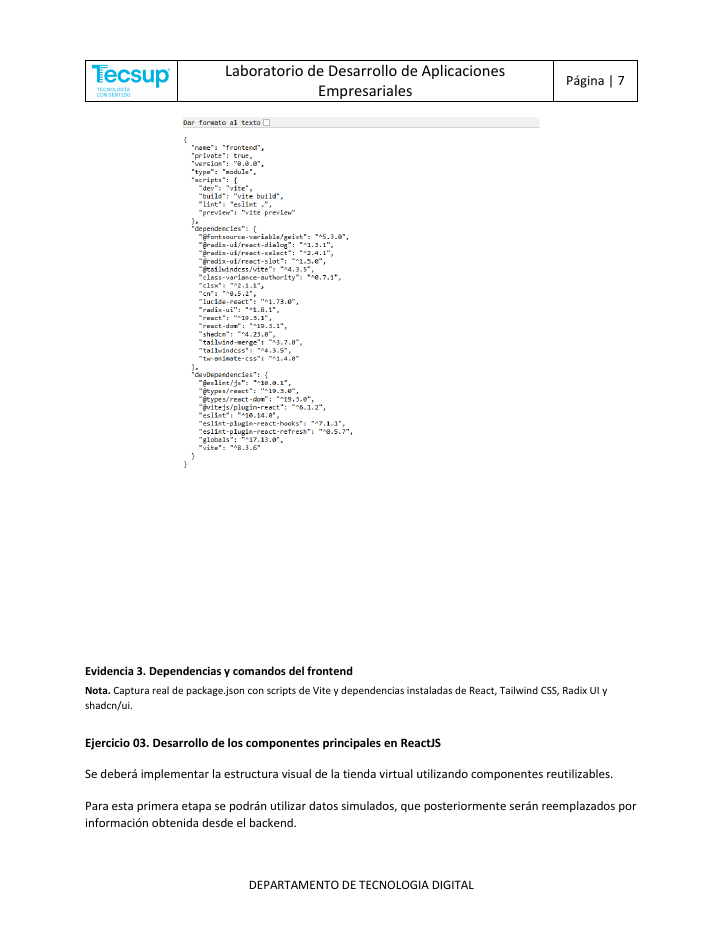 Tecsup
TECNOLOGÍA
CON SENTIDO
Laboratorio de Desarrollo de Aplicaciones
Empresariales
Página | 7
Dar formato al texto
{
"name": "frontend",
"private": true,
"version": "0.0.0",
"type": "module",
"scripts": {
"dev": "vite",
"build": "vite build",
"lint": "eslint .",
"preview": "vite preview"
},
"dependencies": {
"@fontsource-variable/geist": "^5.3.0",
"@radix-ui/react-dialog": "^1.3.1",
"@radix-ui/react-select": "^2.4.1",
"@radix-ui/react-slot": "^1.5.0",
"@tailwindcss/vite": "^4.3.5",
"class-variance-authority": "^0.7.1",
"clsx": "^2.1.1",
"cn": "^0.5.2",
"lucide-react": "^1.73.0",
"radix-ui": "^1.8.1",
"react": "^19.3.1",
"react-dom": "^19.3.1",
"shadcn": "^4.23.0",
"tailwind-merge": "^3.7.0",
"tailwindcss": "^4.3.5",
"tw-animate-css": "^1.4.0"
},
"devDependencies": {
"@eslint/js": "^10.0.1",
"@types/react": "^19.3.0",
"@types/react-dom": "^19.3.0",
"@vitejs/plugin-react": "^6.1.2",
"eslint": "^10.14.0",
"eslint-plugin-react-hooks": "^7.1.1",
"eslint-plugin-react-refresh": "^0.5.7",
"globals": "^17.13.0",
"vite": "^8.3.6"
}
}
Evidencia 3. Dependencias y comandos del frontend
Nota. Captura real de package.json con scripts de Vite y dependencias instaladas de React, Tailwind CSS, Radix UI y
shadcn/ui.
Ejercicio 03. Desarrollo de los componentes principales en ReactJS
Se deberá implementar la estructura visual de la tienda virtual utilizando componentes reutilizables.
Para esta primera etapa se podrán utilizar datos simulados, que posteriormente serán reemplazados por
información obtenida desde el backend.
DEPARTAMENTO DE TECNOLOGIA DIGITAL